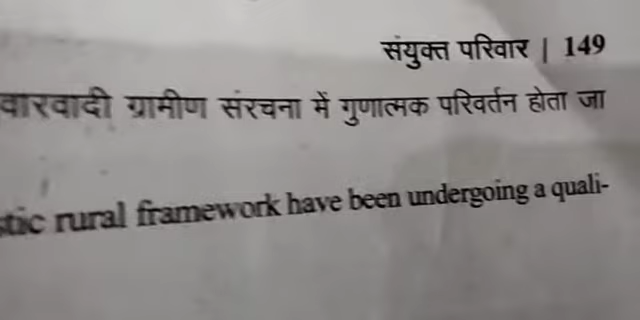 संयुक्त परिवार | 149
वारवादी ग्रामीण संरचना में गुणात्मक परिवर्तन होता जा
stic rural framework have been undergoing a quali-